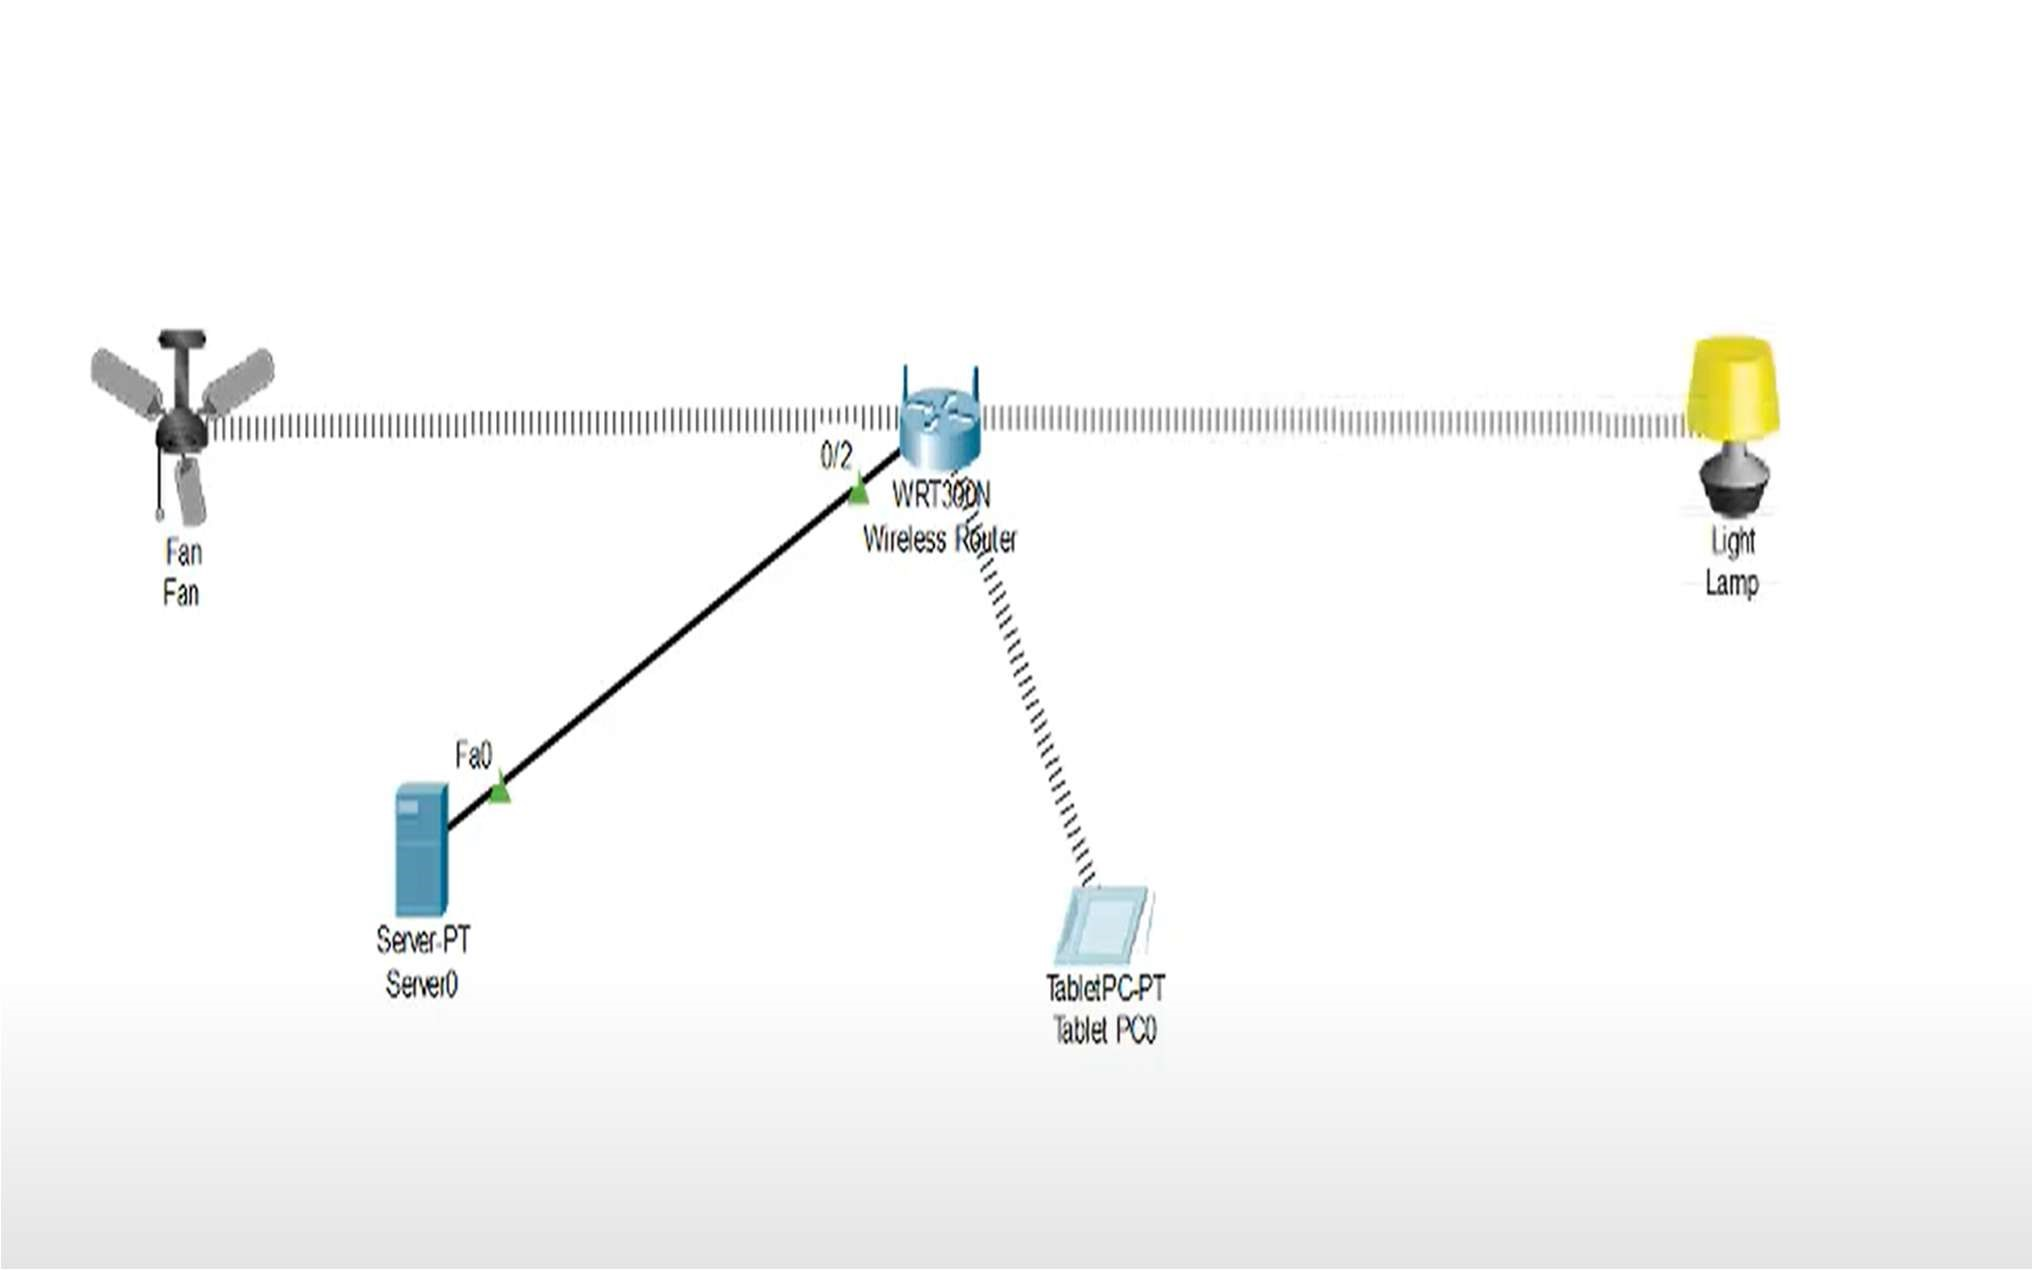 0/2
WRT300N
Wireless Router
Fan
Fan
Light
Lamp
Fa0
Server-PT
Server0
TabletPC-PT
Tablet PC0